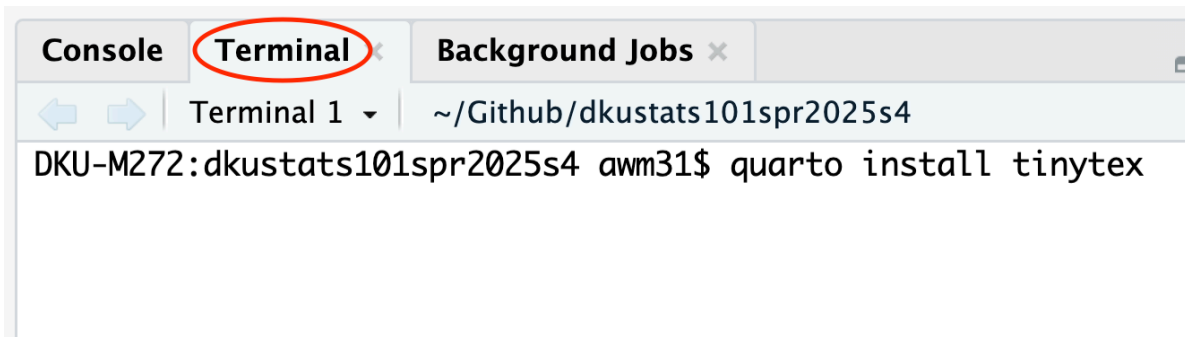 Console Terminal × Background Jobs ×
Terminal 1 ~/Github/dkustats101spr2025s4
DKU-M272:dkustats101spr2025s4 awm31$ quarto install tinytex